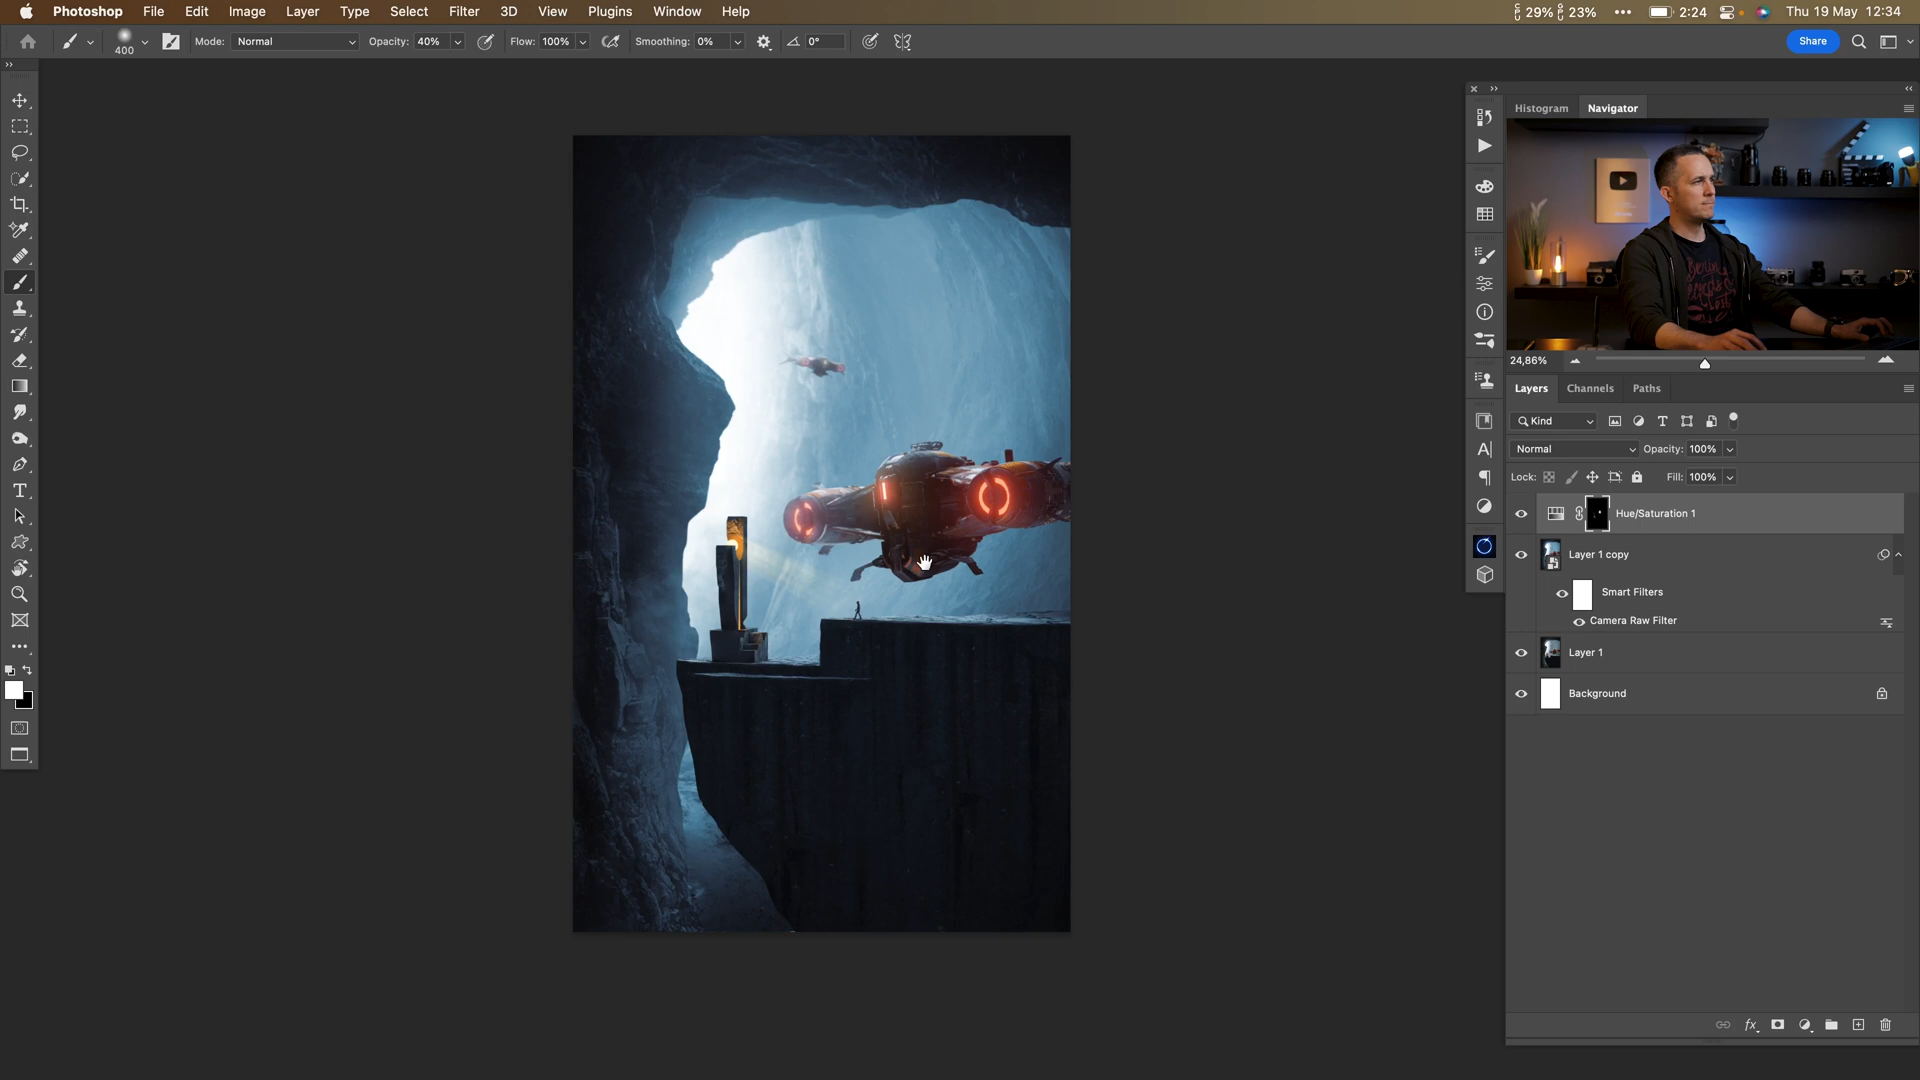 Photoshop File Edit Image Layer Type Select Filter 3D View Plugins Window Help 29% 23% 2:24 Thu 19 May 12:34
400 Mode: Normal Opacity: 40% Flow: 100% Smoothing: 0% 0° Share
Histogram Navigator
24,86%
Layers Channels Paths
Kind
Normal Opacity: 100%
Lock: Fill: 100%
Hue/Saturation 1
Layer 1 copy
Smart Filters
Camera Raw Filter
Layer 1
Background
fx